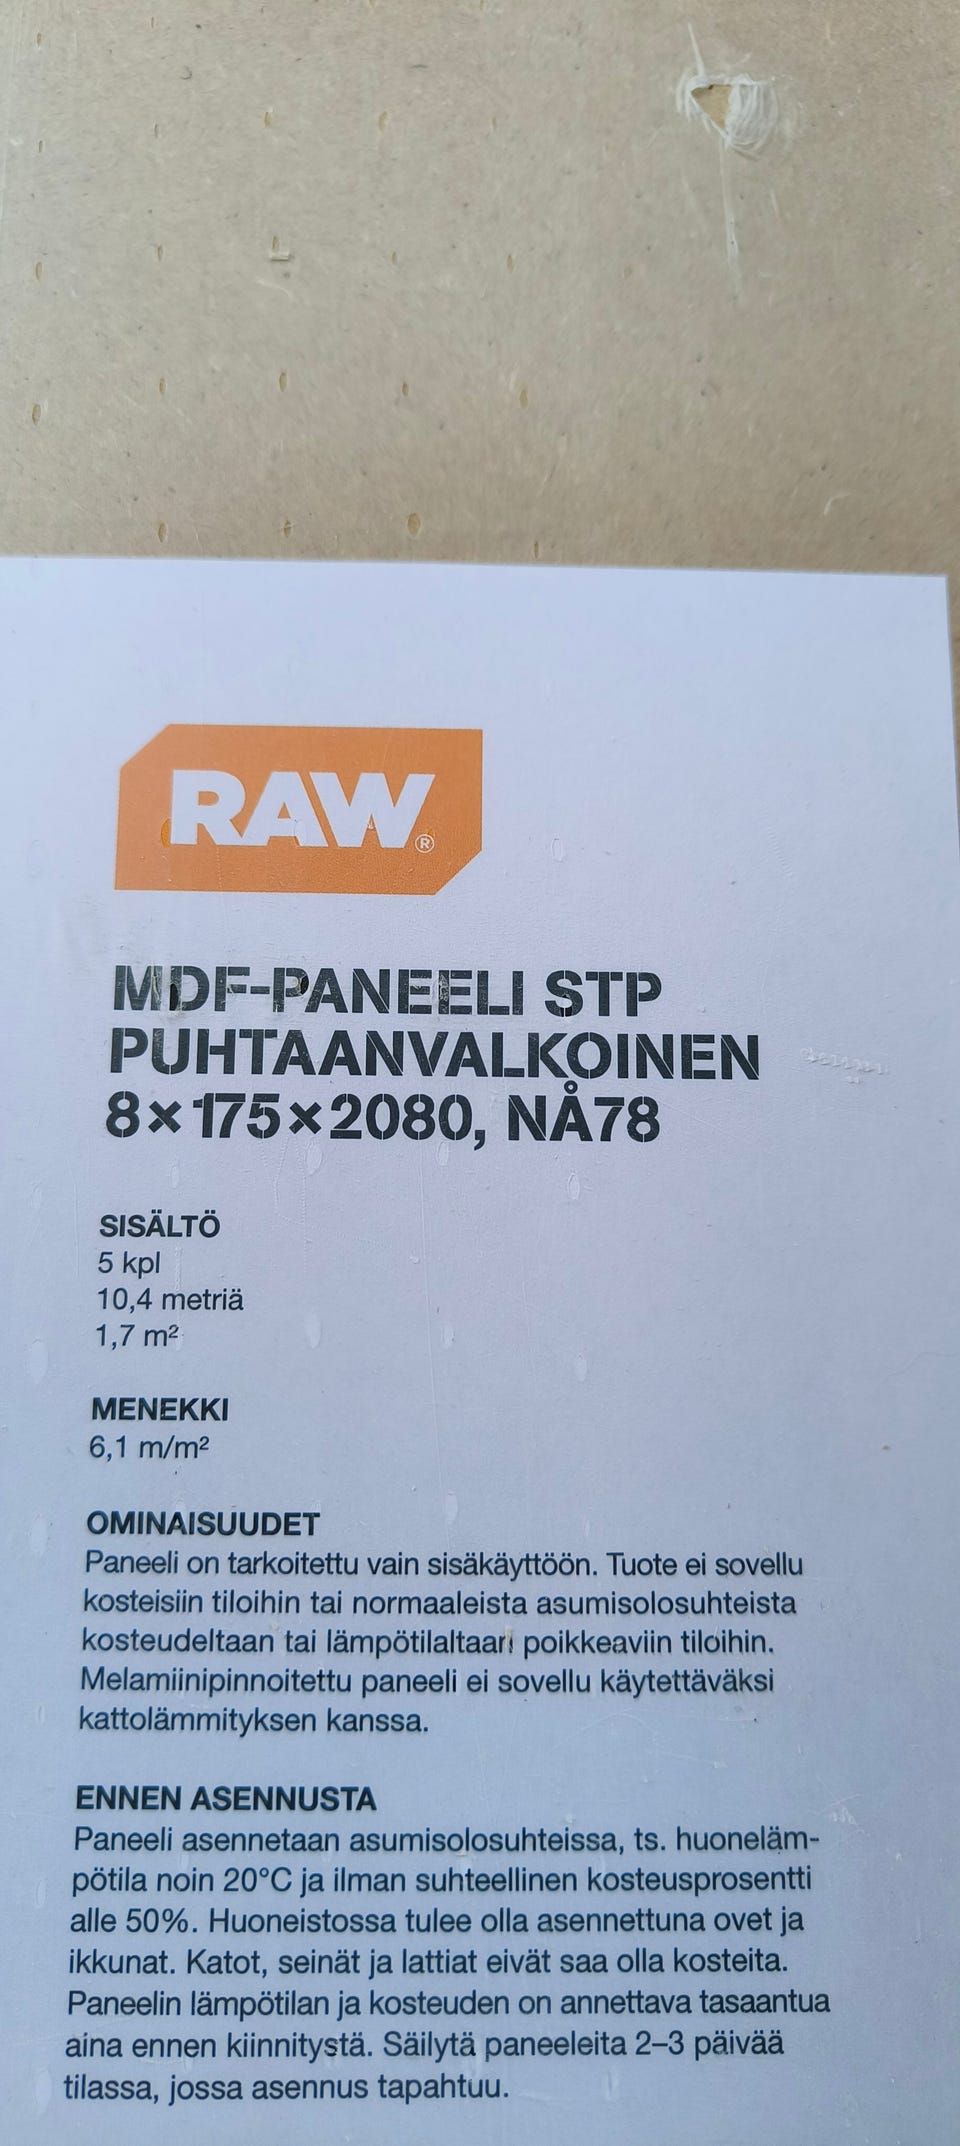 RAW®
MDF-PANEELI STP
PUHTAANVALKOINEN
8×175×2080, NÅ78
SISÄLTÖ
5 kpl
10,4 metriä
1,7 m²
MENEKKI
6,1 m/m²
OMINAISUUDET
Paneeli on tarkoitettu vain sisäkäyttöön. Tuote ei sovellu
kosteisiin tiloihin tai normaaleista asumisolosuhteista
kosteudeltaan tai lämpötilaltaan poikkeaviin tiloihin.
Melamiinipinnoitettu paneeli ei sovellu käytettäväksi
kattolämmityksen kanssa.
ENNEN ASENNUSTA
Paneeli asennetaan asumisolosuhteissa, ts. huoneläm-
pötila noin 20°C ja ilman suhteellinen kosteusprosentti
alle 50%. Huoneistossa tulee olla asennettuna ovet ja
ikkunat. Katot, seinät ja lattiat eivät saa olla kosteita.
Paneelin lämpötilan ja kosteuden on annettava tasaantua
aina ennen kiinnitystä. Säilytä paneeleita 2–3 päivää
tilassa, jossa asennus tapahtuu.